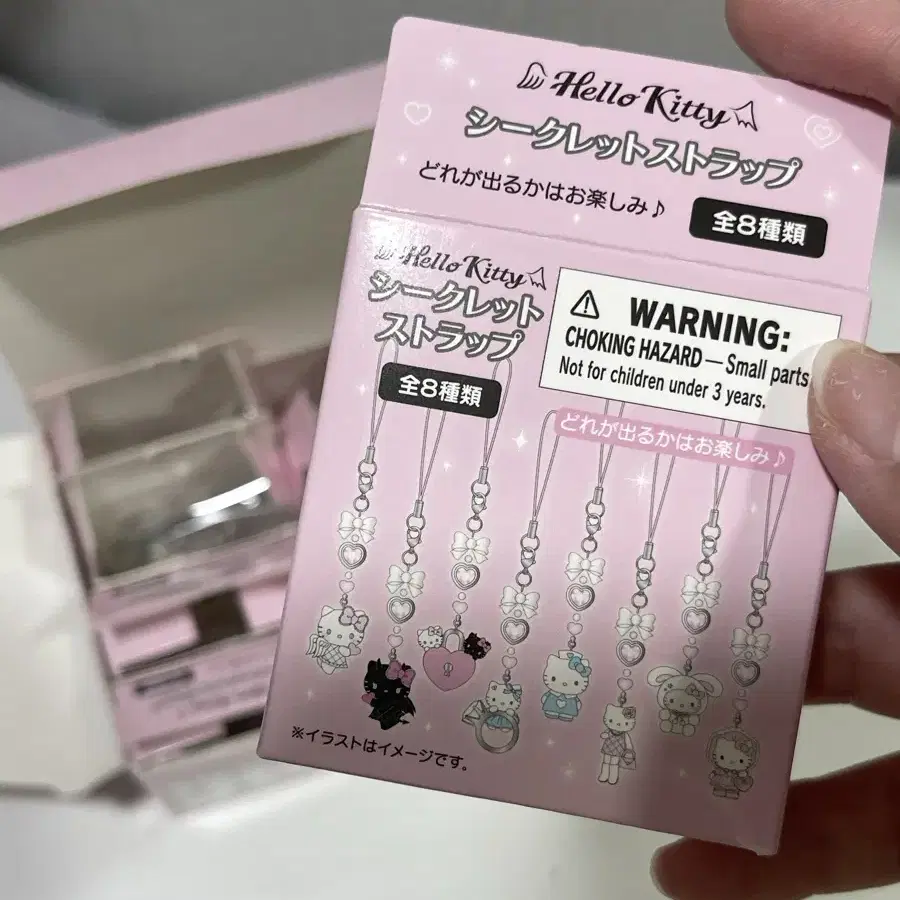 Hello Kitty
シークレットストラップ
どれが出るかはお楽しみ♪
全8種類
Hello Kitty
シークレット
ストラップ
全8種類
⚠ WARNING:
CHOKING HAZARD — Small parts
Not for children under 3 years.
どれが出るかはお楽しみ♪
※イラストはイメージです。